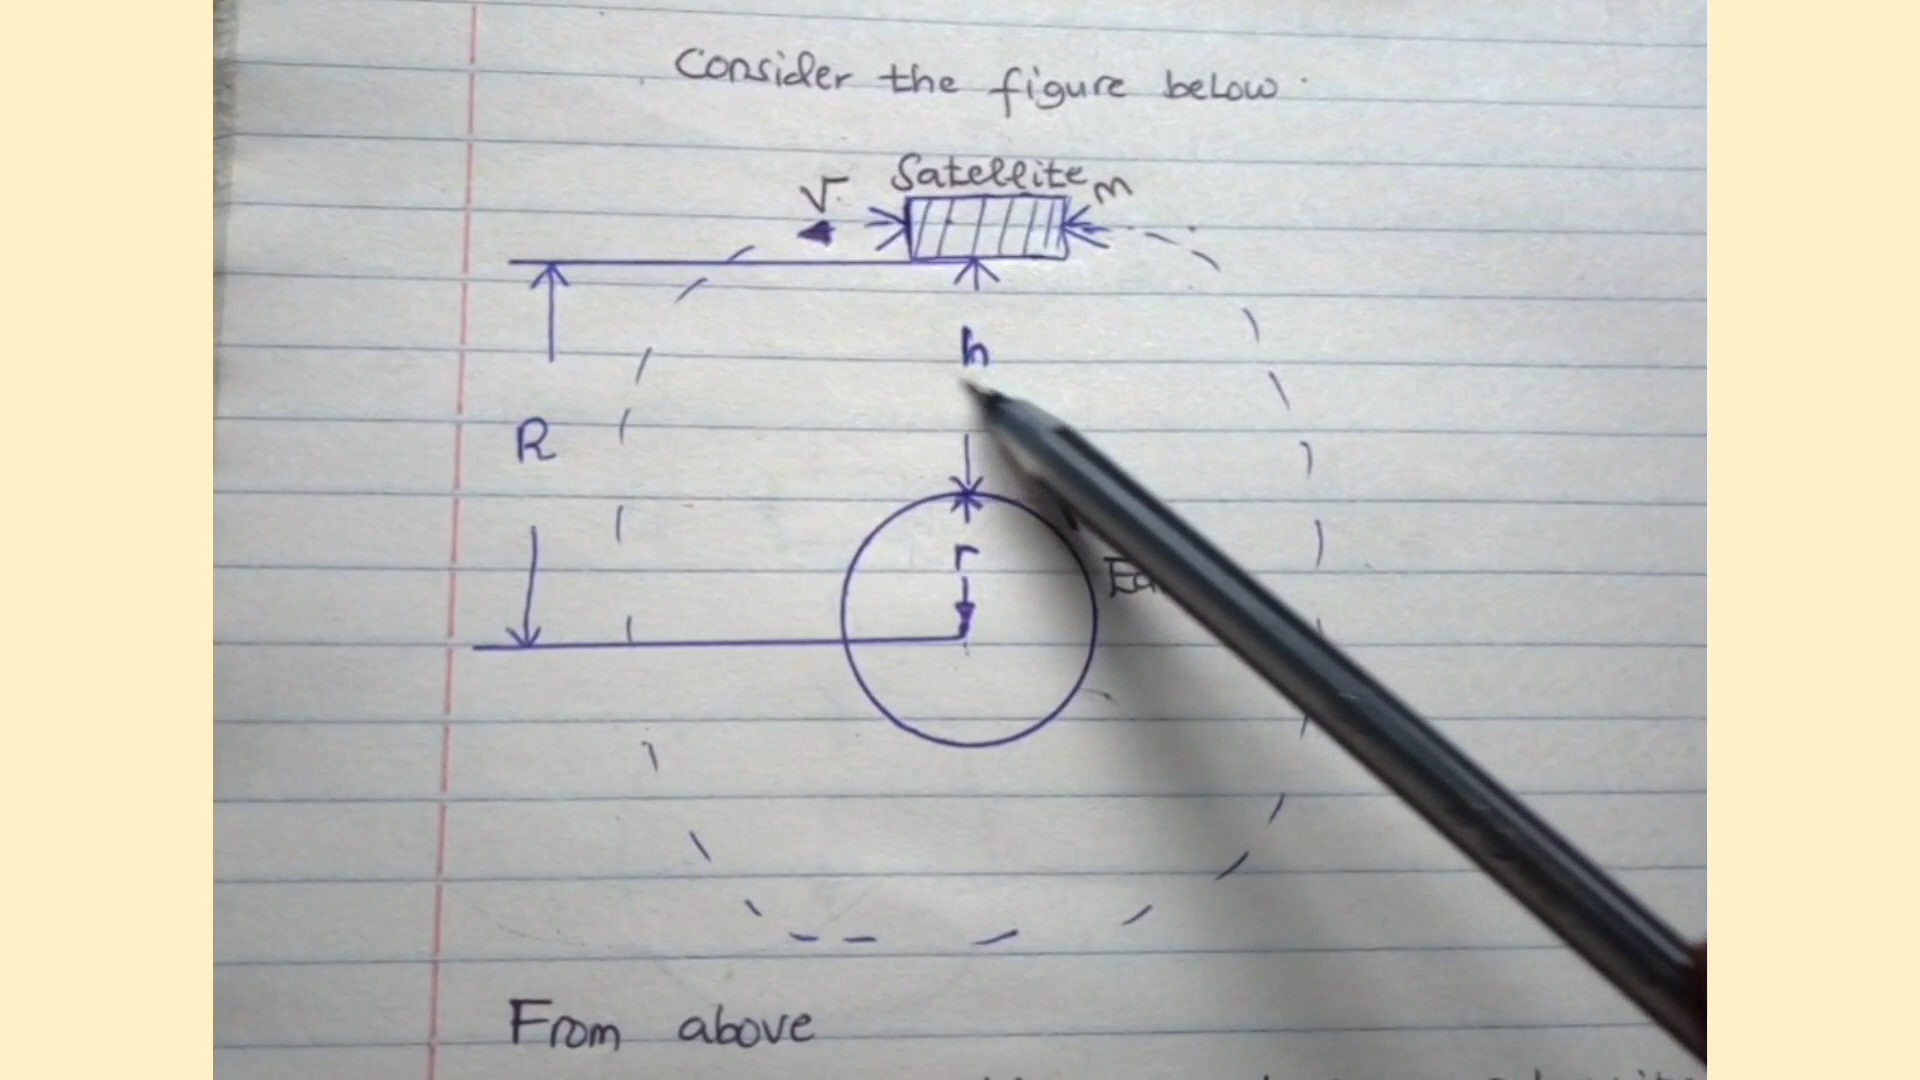 Consider the figure below.
Satellite m
V
h
R
r
From above